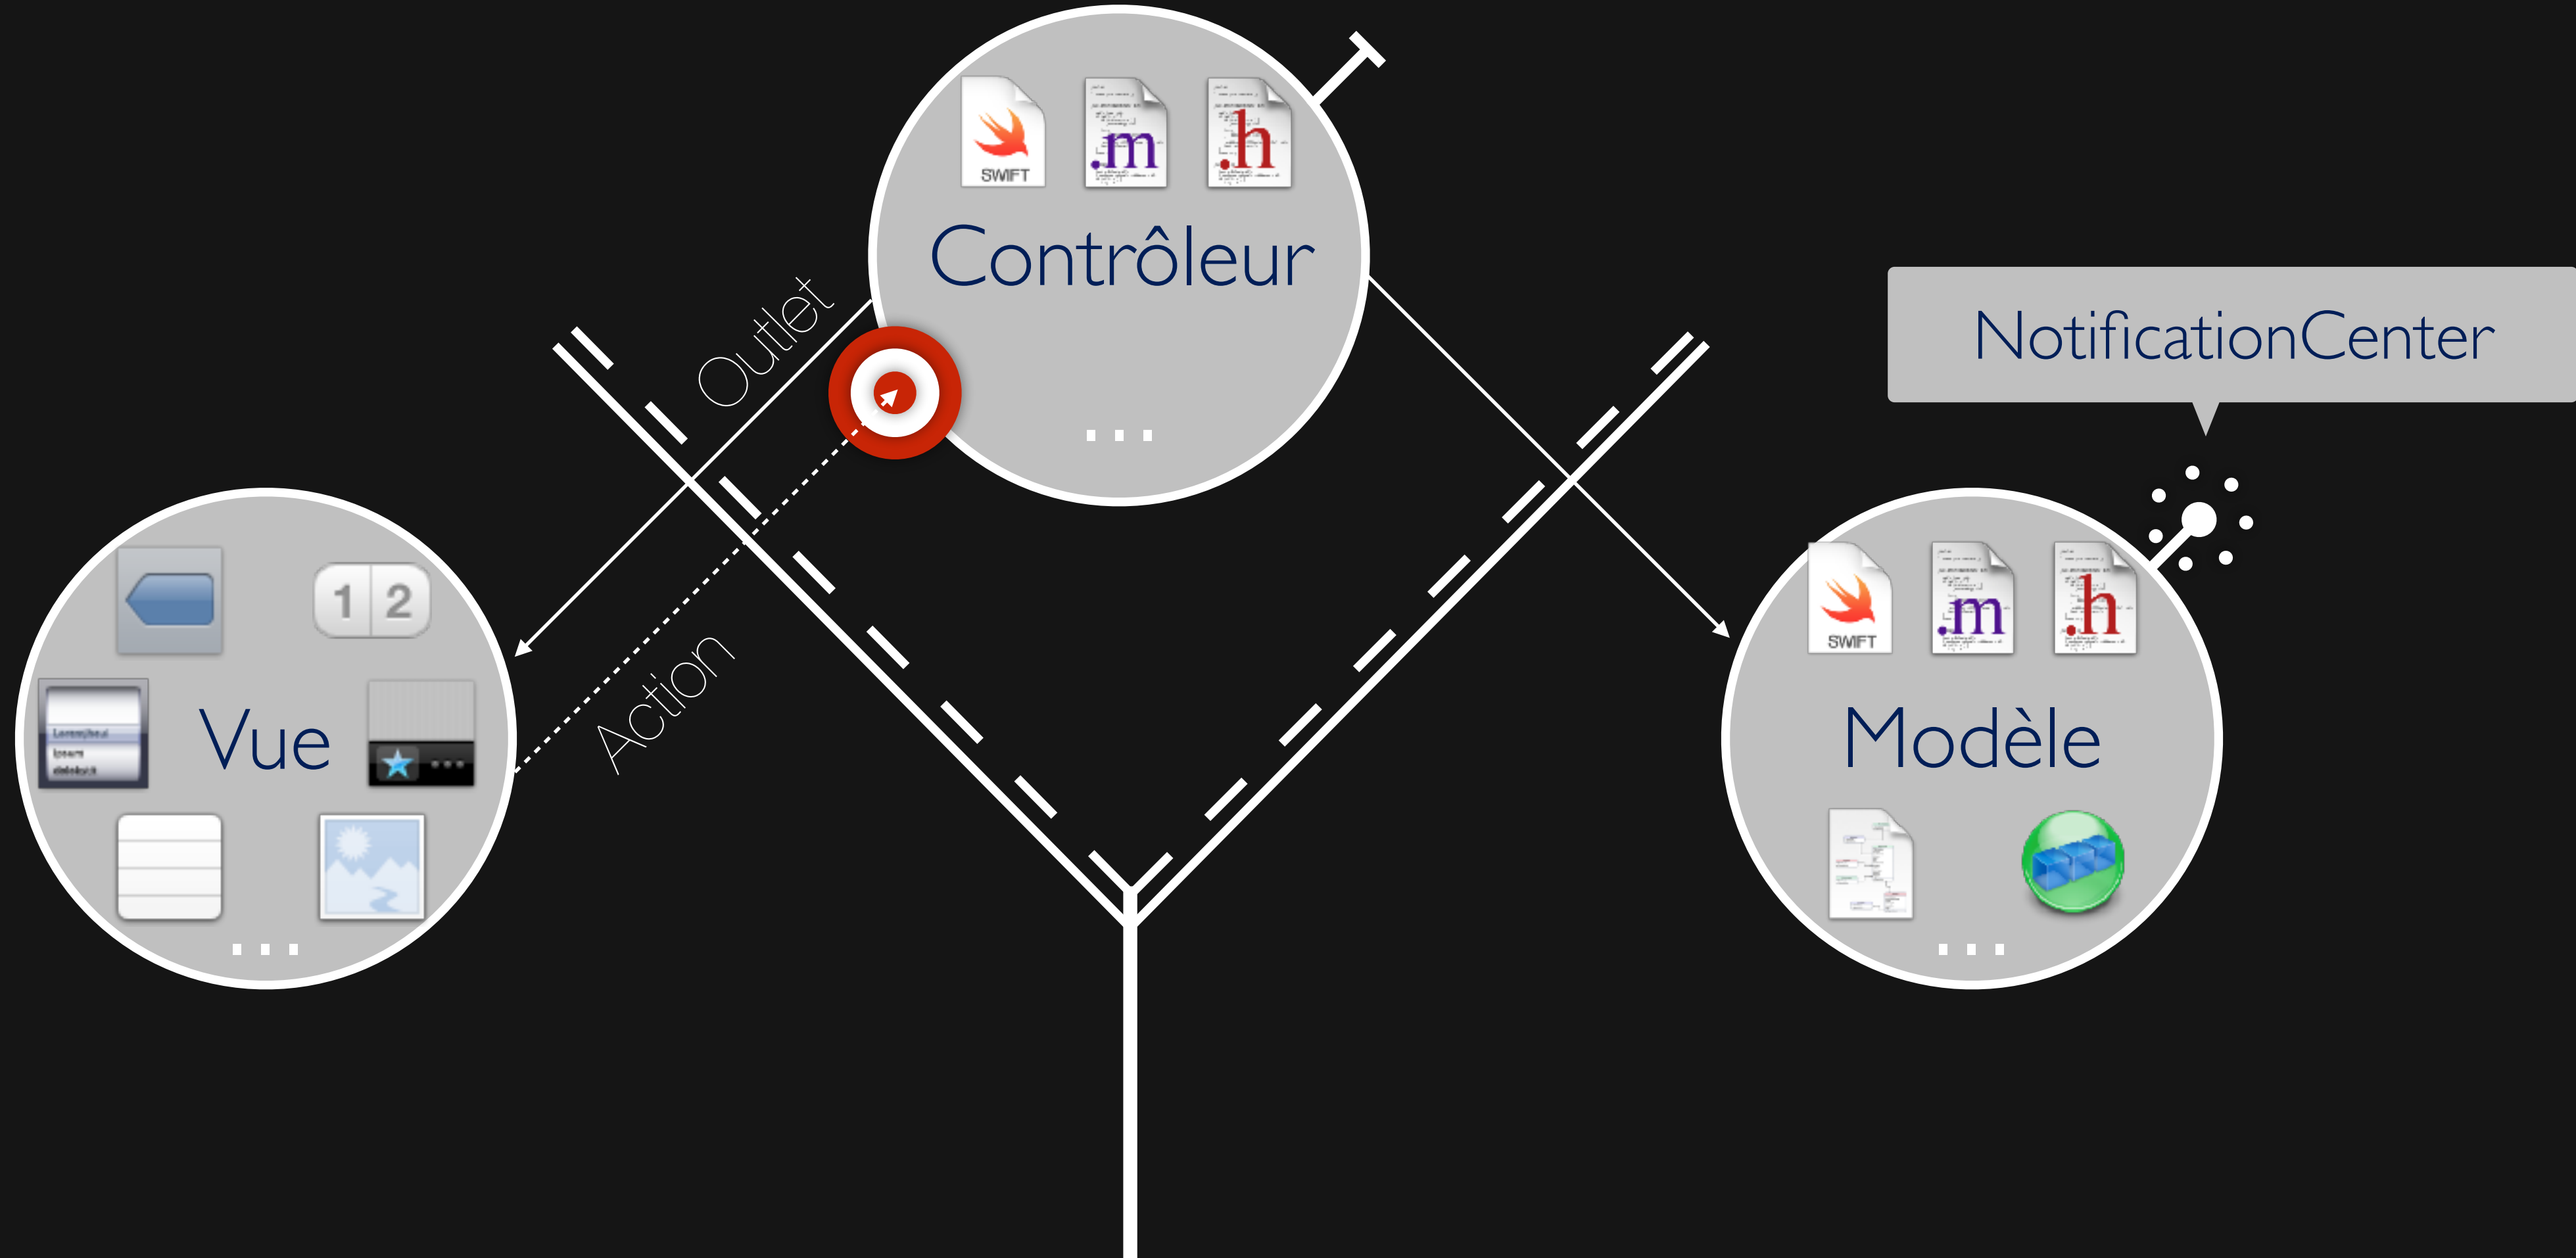 SWIFT .m .h
Contrôleur
...
Outlet
Action
NotificationCenter
1 2
Vue
...
SWIFT .m .h
Modèle
...